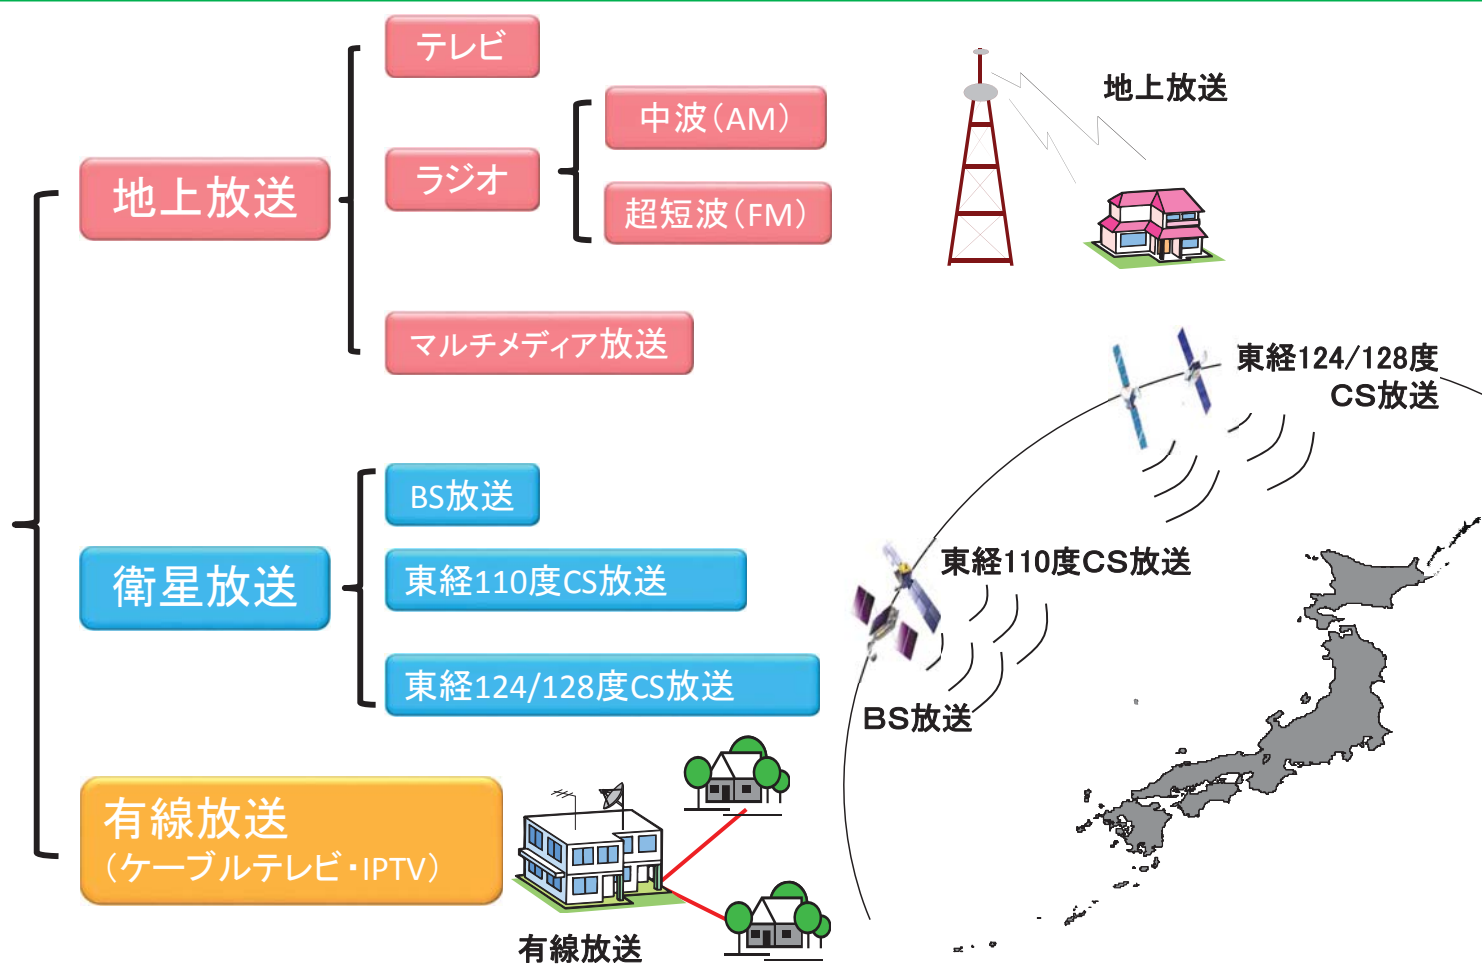 テレビ
中波(AM)
ラジオ
超短波(FM)
地上放送
マルチメディア放送
BS放送
東経110度CS放送
衛星放送
東経124/128度CS放送
有線放送
(ケーブルテレビ・IPTV)
地上放送
東経124/128度
CS放送
東経110度CS放送
BS放送
有線放送